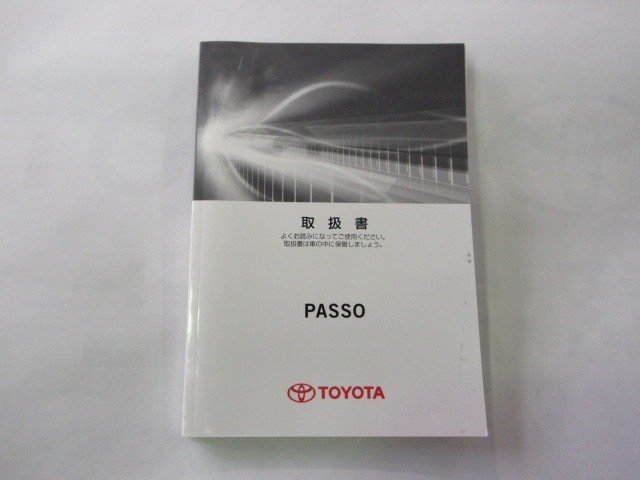 取扱書
よくお読みになってご使用ください。
取扱書は車の中に保管しましょう。
PASSO
TOYOTA